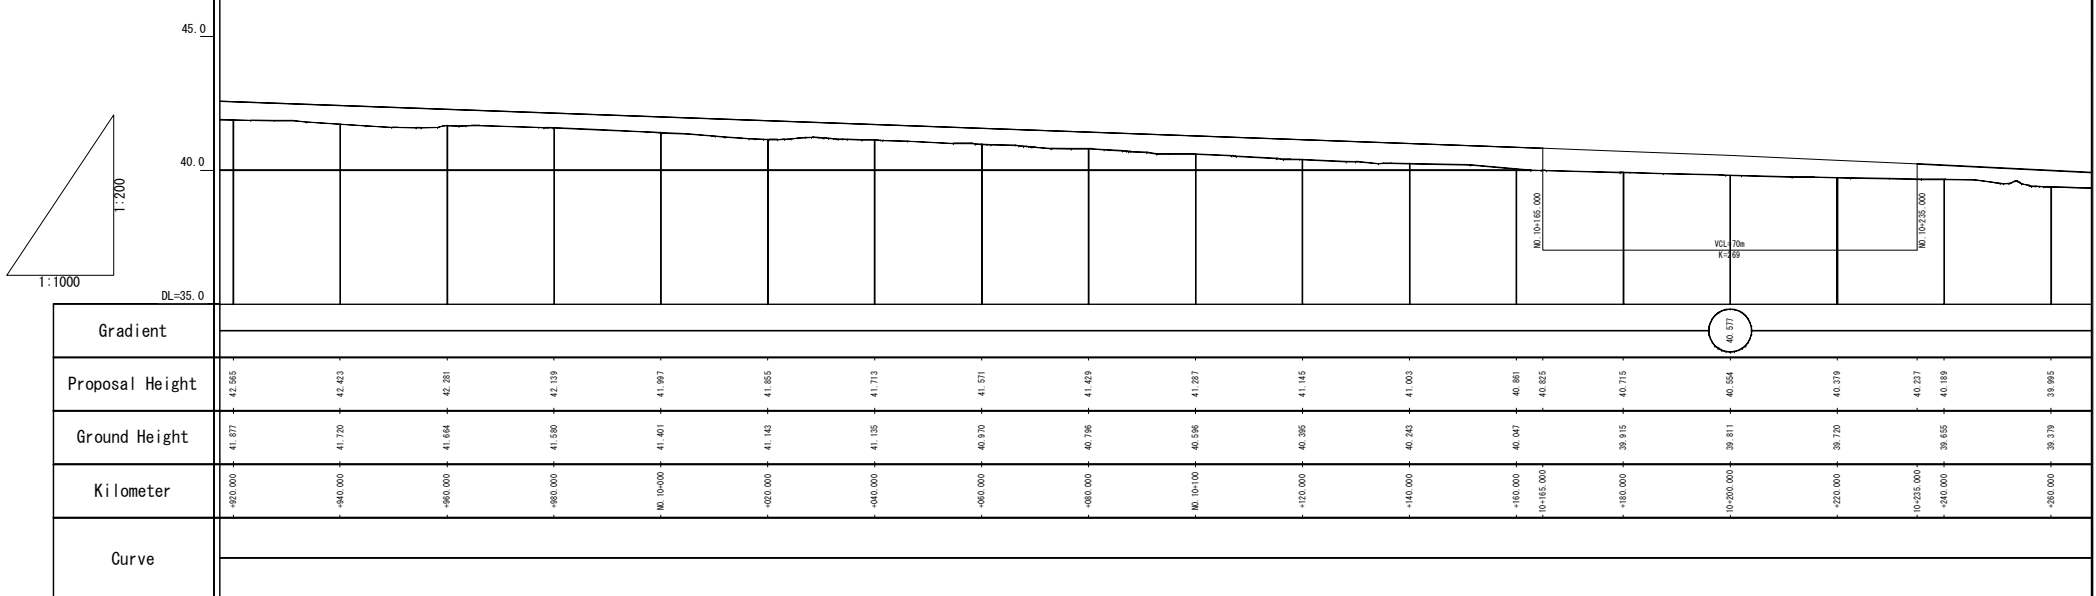 45.0
40.0
1:200
1:1000
DL=35.0
NO.10+165.000
VCL=70m
K=269
NO.10+235.000
Gradient
40.577
Proposal Height
42.565 42.423 42.281 42.139 41.997 41.855 41.713 41.571 41.429 41.287 41.145 41.003 40.861 40.825 40.715 40.554 40.379 40.237 40.189 39.995
Ground Height
41.877 41.720 41.664 41.580 41.401 41.143 41.135 40.970 40.796 40.596 40.395 40.243 40.047 39.915 39.811 39.720 39.655 39.379
Kilometer
+920.000 +940.000 +960.000 +980.000 NO.10+000 +020.000 +040.000 +060.000 +080.000 NO.10+100 +120.000 +140.000 +160.000 10+165.000 +180.000 10+200.000 +220.000 10+235.000 +240.000 +260.000
Curve